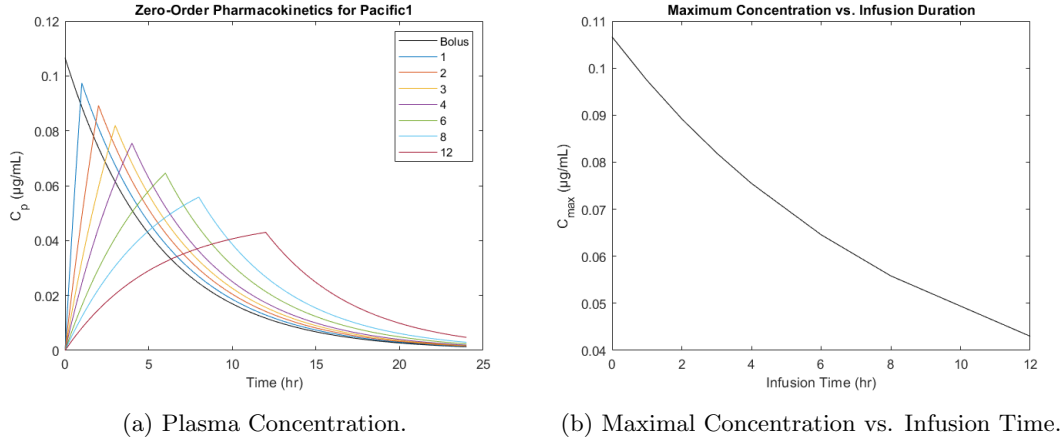 Zero-Order Pharmacokinetics for Pacific1
0.12
0.1
0.08
0.06
0.04
0.02
0
C_p (µg/mL)
Bolus
1
2
3
4
6
8
12
0 5 10 15 20 25
Time (hr)
(a) Plasma Concentration.
Maximum Concentration vs. Infusion Duration
0.11
0.1
0.09
0.08
0.07
0.06
0.05
0.04
C_max (µg/mL)
0 2 4 6 8 10 12
Infusion Time (hr)
(b) Maximal Concentration vs. Infusion Time.